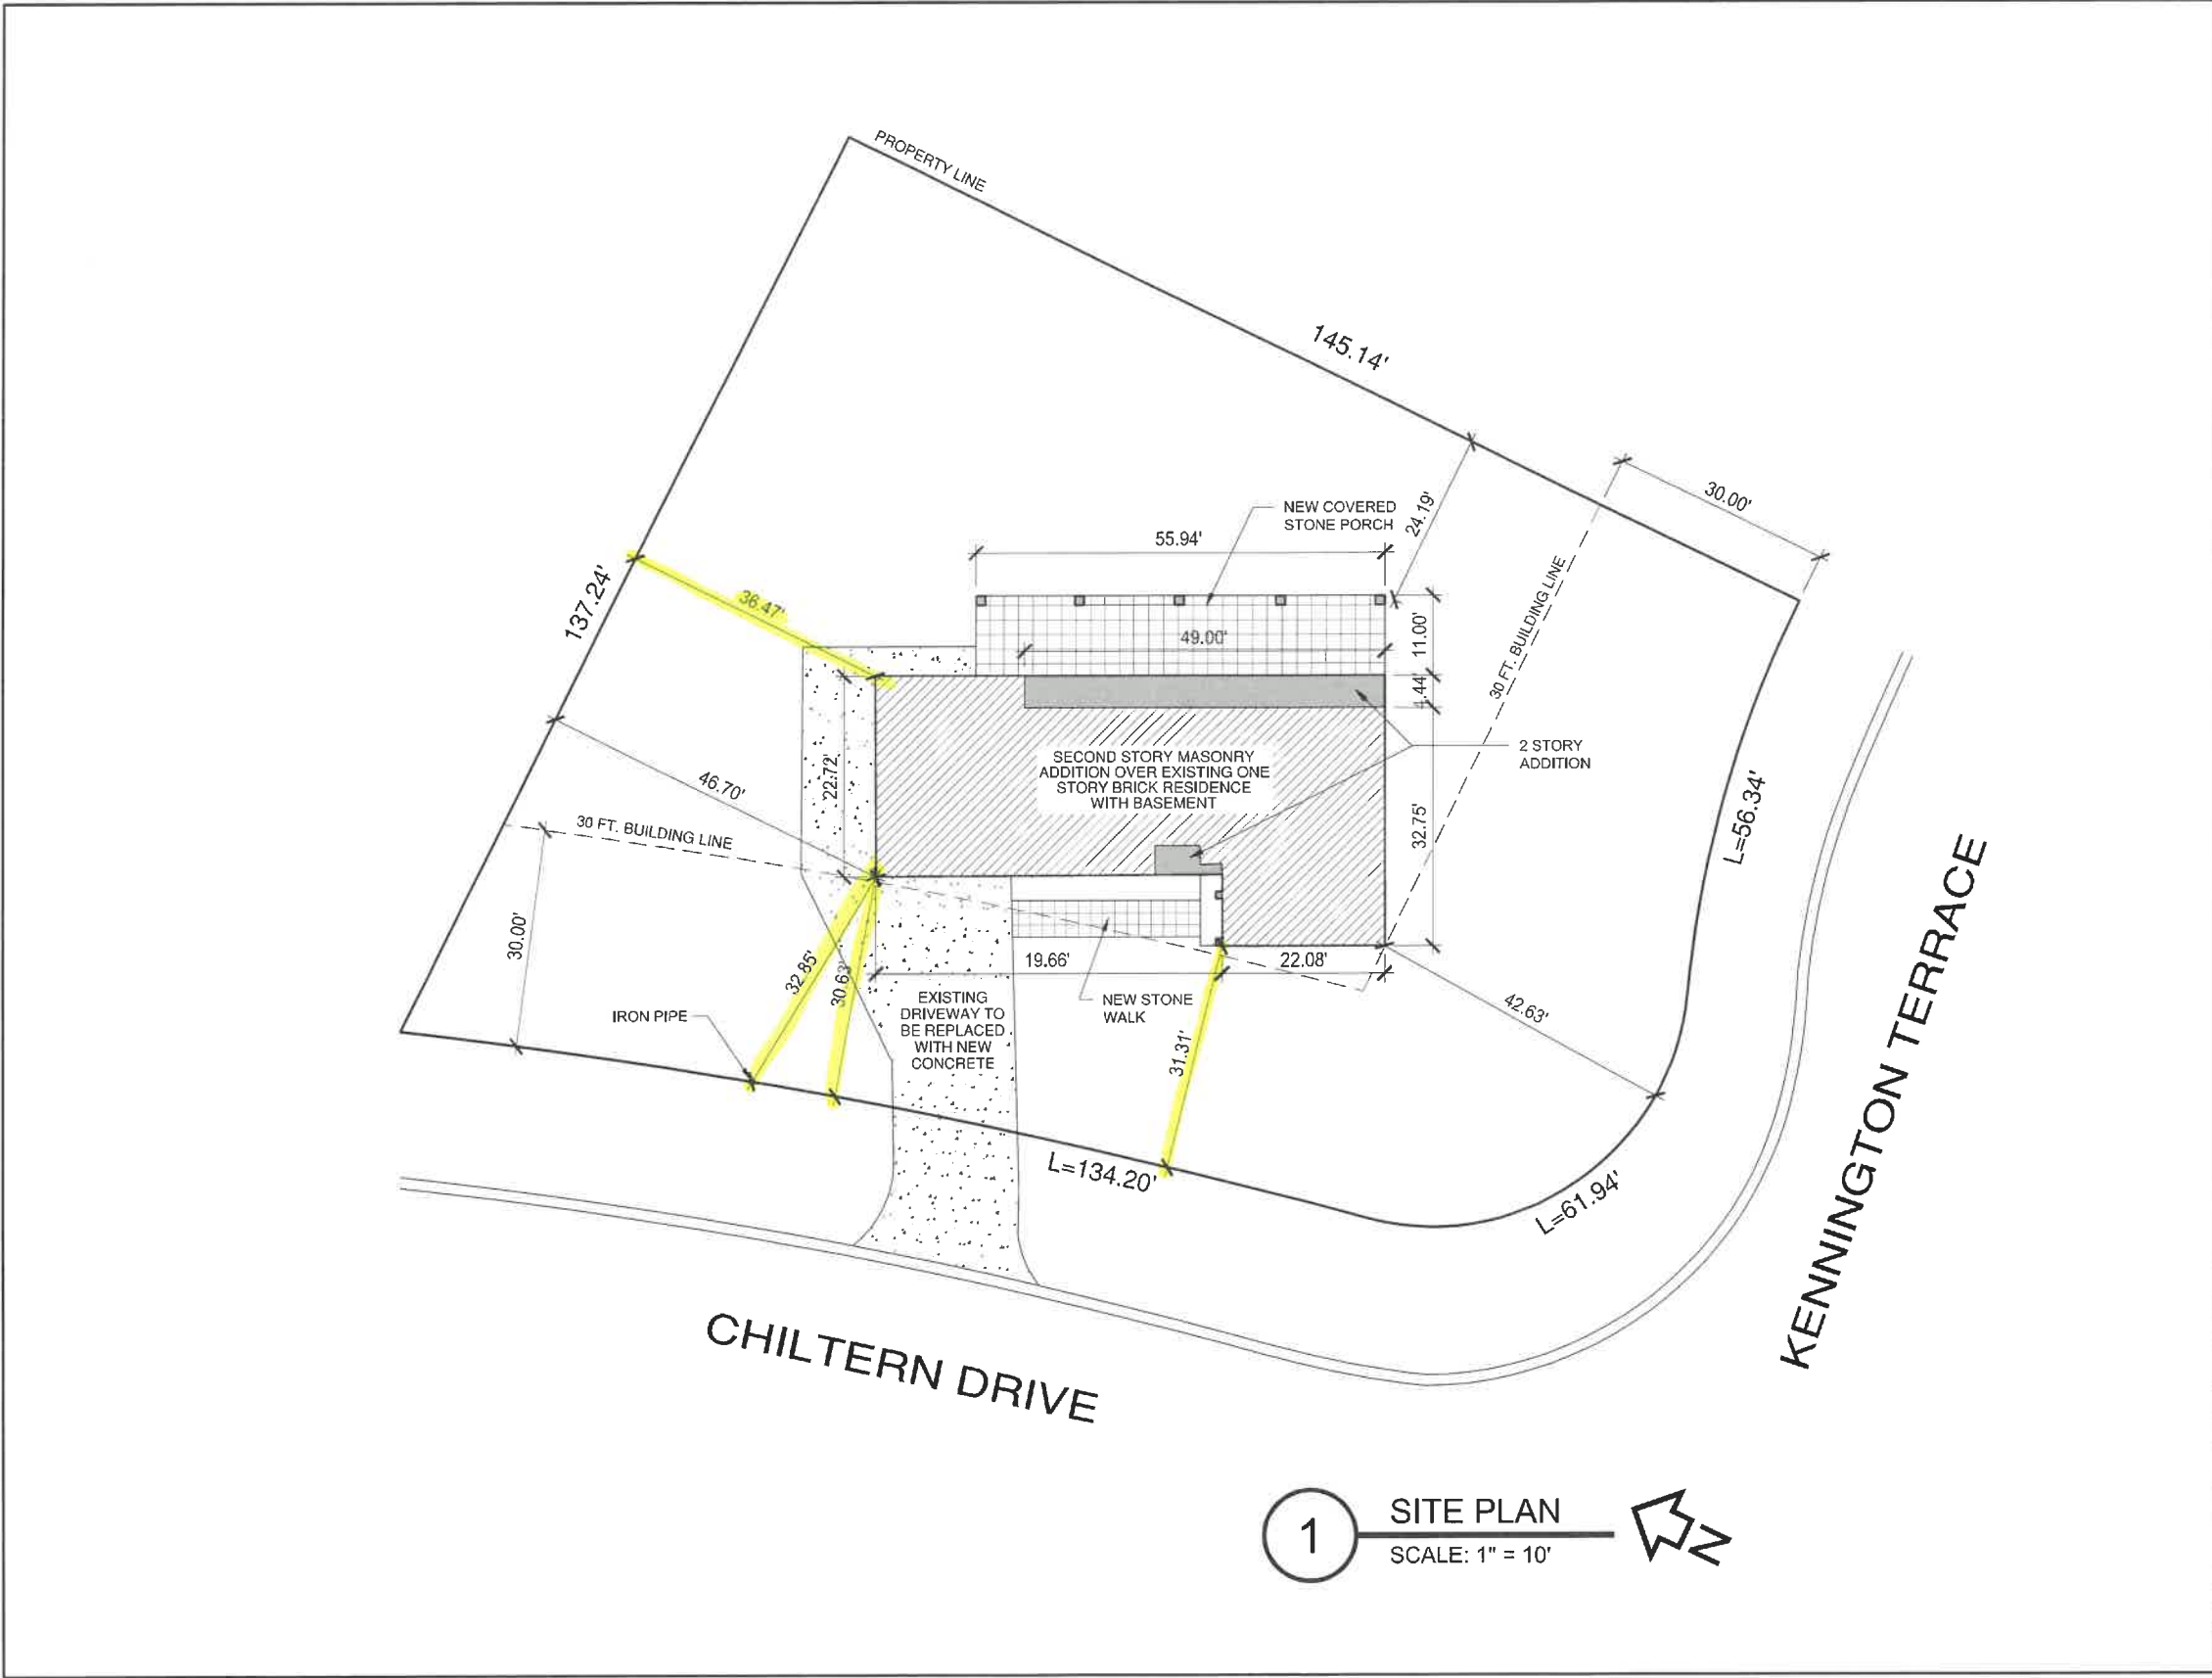 PROPERTY LINE
145.14'
30.00'
NEW COVERED
STONE PORCH
24.19'
55.94'
137.24'
36.47'
49.00'
11.00'
30 FT. BUILDING LINE
4.44'
2 STORY
ADDITION
SECOND STORY MASONRY
ADDITION OVER EXISTING ONE
STORY BRICK RESIDENCE
WITH BASEMENT
46.70'
22.72'
32.75'
L=56.34'
30 FT. BUILDING LINE
30.00'
32.85'
30.63'
19.66'
22.08'
IRON PIPE
EXISTING
DRIVEWAY TO
BE REPLACED
WITH NEW
CONCRETE
NEW STONE
WALK
31.31'
42.63'
L=134.20'
L=61.94'
CHILTERN DRIVE
KENNINGTON TERRACE
1
SITE PLAN
SCALE: 1" = 10'
N